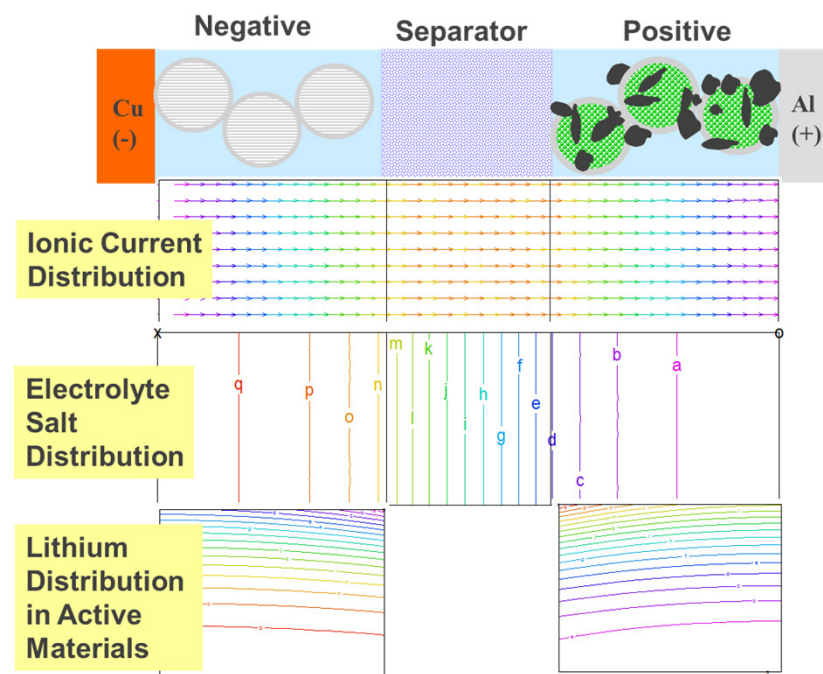 Negative
Separator
Positive
Cu
(-)
Al
(+)
Ionic Current
Distribution
x
o
Electrolyte
Salt
Distribution
q
p
o
n
m
l
k
j
i
h
g
f
e
d
c
b
a
Lithium
Distribution
in Active
Materials